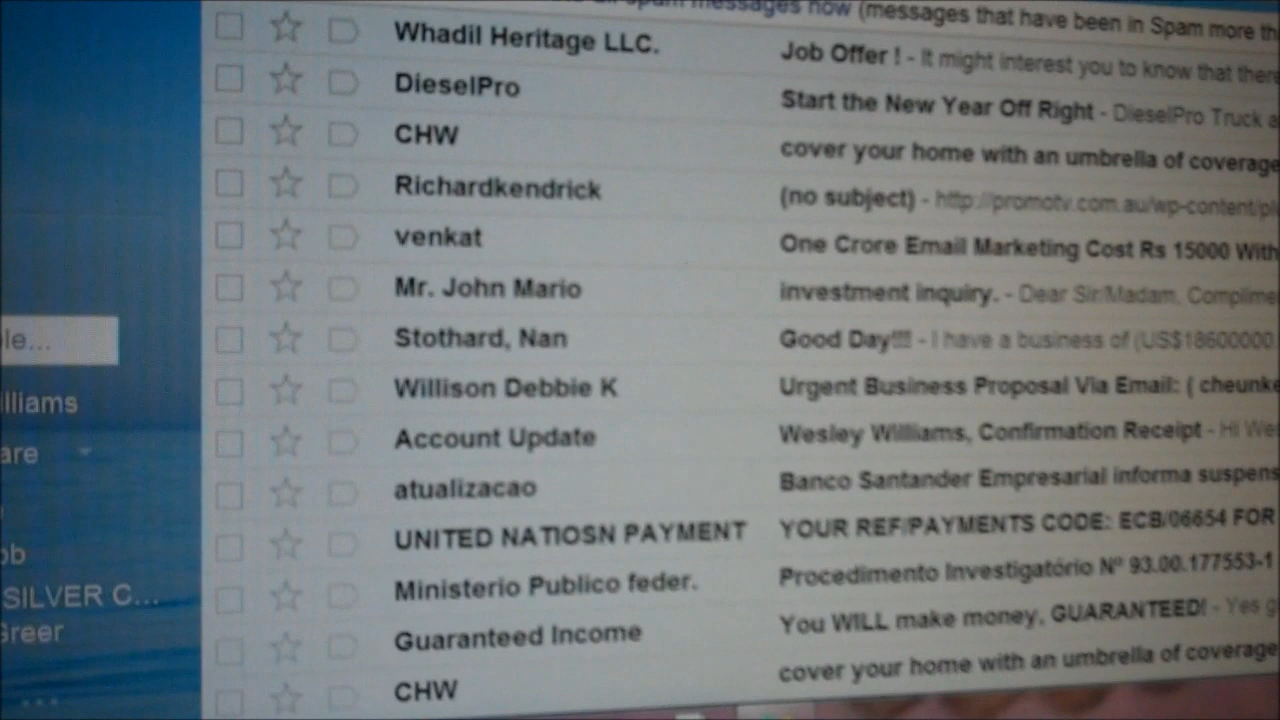 spam messages now (messages that have been in Spam more
Whadil Heritage LLC. Job Offer ! - It might interest you to know that there
DieselPro Start the New Year Off Right - DieselPro Truck
CHW cover your home with an umbrella of coverage
Richardkendrick (no subject) - http://promotv.com.au/wp-content/pl
venkat One Crore Email Marketing Cost Rs 15000 With
Mr. John Mario investment inquiry. - Dear Sir/Madam, Complime
le...
Stothard, Nan Good Day!!! - I have a business of (US$18600000
Willison Debbie K Urgent Business Proposal Via Email: ( cheunke
lliams
Account Update Wesley Williams, Confirmation Receipt - Hi We
are
atualizacao Banco Santander Empresarial informa suspens
UNITED NATIOSN PAYMENT YOUR REF/PAYMENTS CODE: ECB/06654 FOR
ob
Ministerio Publico feder. Procedimento Investigatório Nº 93.00.177553-1
SILVER C...
Guaranteed Income You WILL make money, GUARANTEED! - Yes g
Greer
CHW cover your home with an umbrella of coverage